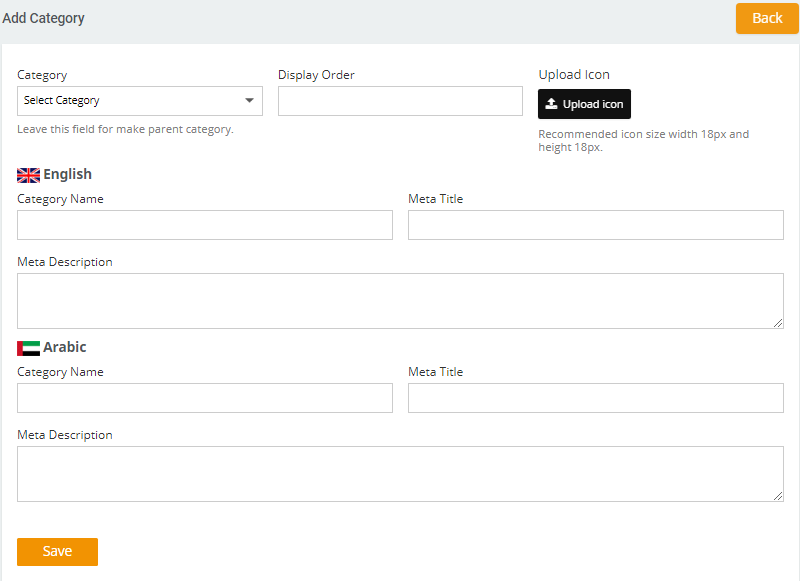 Add Category
Back
Category
Display Order
Upload Icon
Select Category
Upload icon
Leave this field for make parent category.
Recommended icon size width 18px and
height 18px.
English
Category Name
Meta Title
Meta Description
Arabic
Category Name
Meta Title
Meta Description
Save